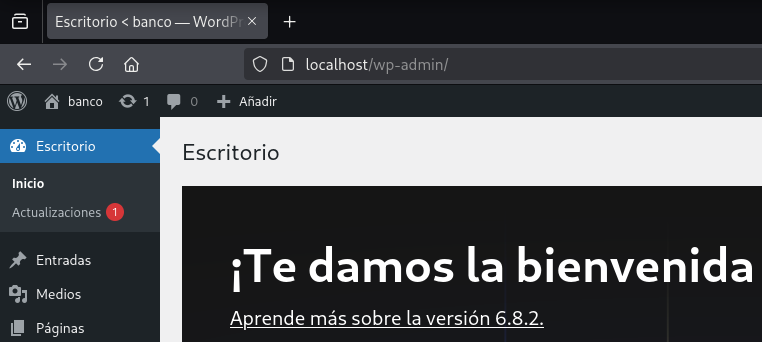 Escritorio < banco — WordPr
localhost/wp-admin/
banco 1 0 Añadir
Escritorio
Inicio
Actualizaciones 1
Entradas
Medios
Páginas
Escritorio
¡Te damos la bienvenida
Aprende más sobre la versión 6.8.2.